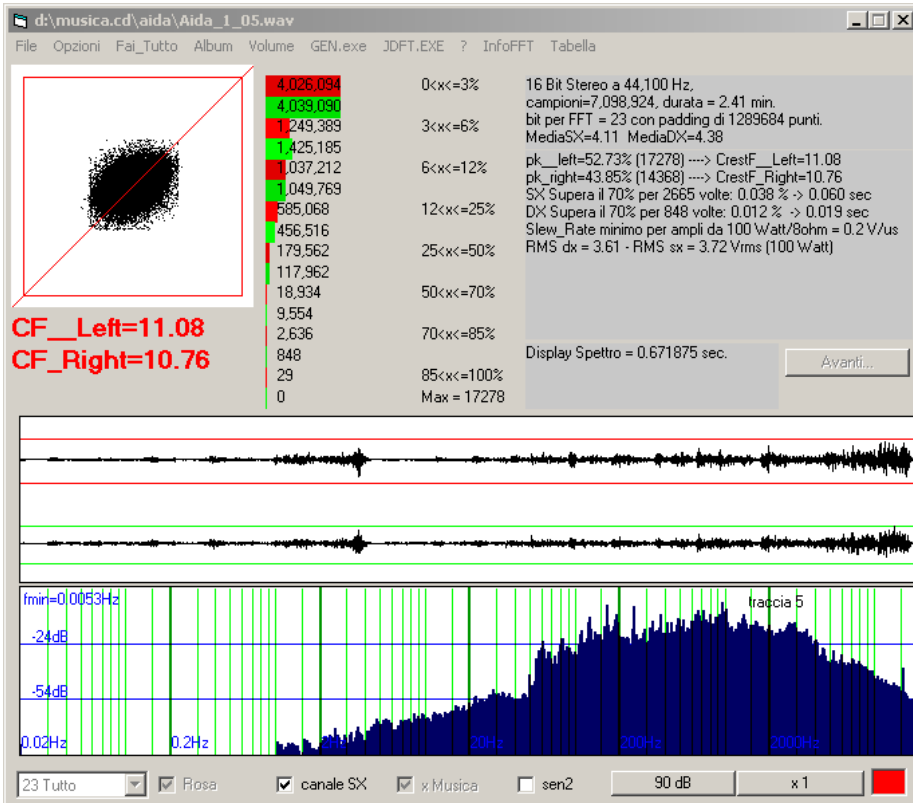 d:\musica.cd\aida\Aida_1_05.wav
File Opzioni Fai_Tutto Album Volume GEN.exe JDFT.EXE ? InfoFFT Tabella
4,026,094 0<x<=3%
4,039,090
1,249,389 3<x<=6%
1,425,185
1,037,212 6<x<=12%
1,049,769
585,068 12<x<=25%
456,516
179,562 25<x<=50%
117,962
18,934 50<x<=70%
9,554
2,636 70<x<=85%
848
29 85<x<=100%
0 Max = 17278
16 Bit Stereo a 44,100 Hz,
campioni=7,098,924, durata = 2.41 min.
bit per FFT = 23 con padding di 1289684 punti.
MediaSX=4.11 MediaDX=4.38
pk__left=52.73% (17278) ----> CrestF__Left=11.08
pk_right=43.85% (14368) ----> CrestF_Right=10.76
SX Supera il 70% per 2665 volte: 0.038 % -> 0.060 sec
DX Supera il 70% per 848 volte: 0.012 % -> 0.019 sec
Slew_Rate minimo per ampli da 100 Watt/8ohm = 0.2 V/us
RMS dx = 3.61 - RMS sx = 3.72 Vrms (100 Watt)
CF__Left=11.08
CF_Right=10.76
Display Spettro = 0.671875 sec.
Avanti...
fmin=0.0053Hz
traccia 5
-24dB
-54dB
0.02Hz 0.2Hz 2Hz 20Hz 200Hz 2000Hz
23 Tutto Rosa canale SX x Musica sen2 90 dB x 1